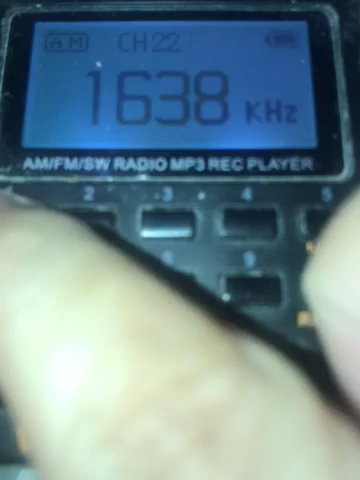 AM CH22
1638 KHz
AM/FM/SW RADIO MP3 REC PLAYER
2 3 4 5
9